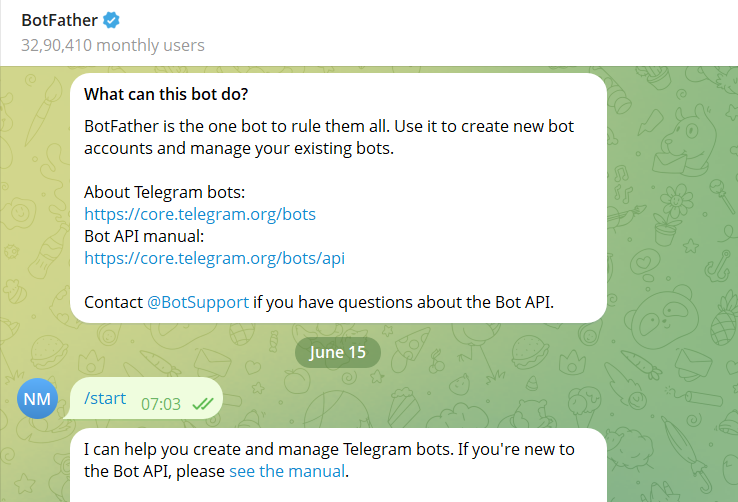 BotFather
32,90,410 monthly users
What can this bot do?
BotFather is the one bot to rule them all. Use it to create new bot
accounts and manage your existing bots.
About Telegram bots:
https://core.telegram.org/bots
Bot API manual:
https://core.telegram.org/bots/api
Contact @BotSupport if you have questions about the Bot API.
June 15
NM
/start 07:03
I can help you create and manage Telegram bots. If you're new to
the Bot API, please see the manual.